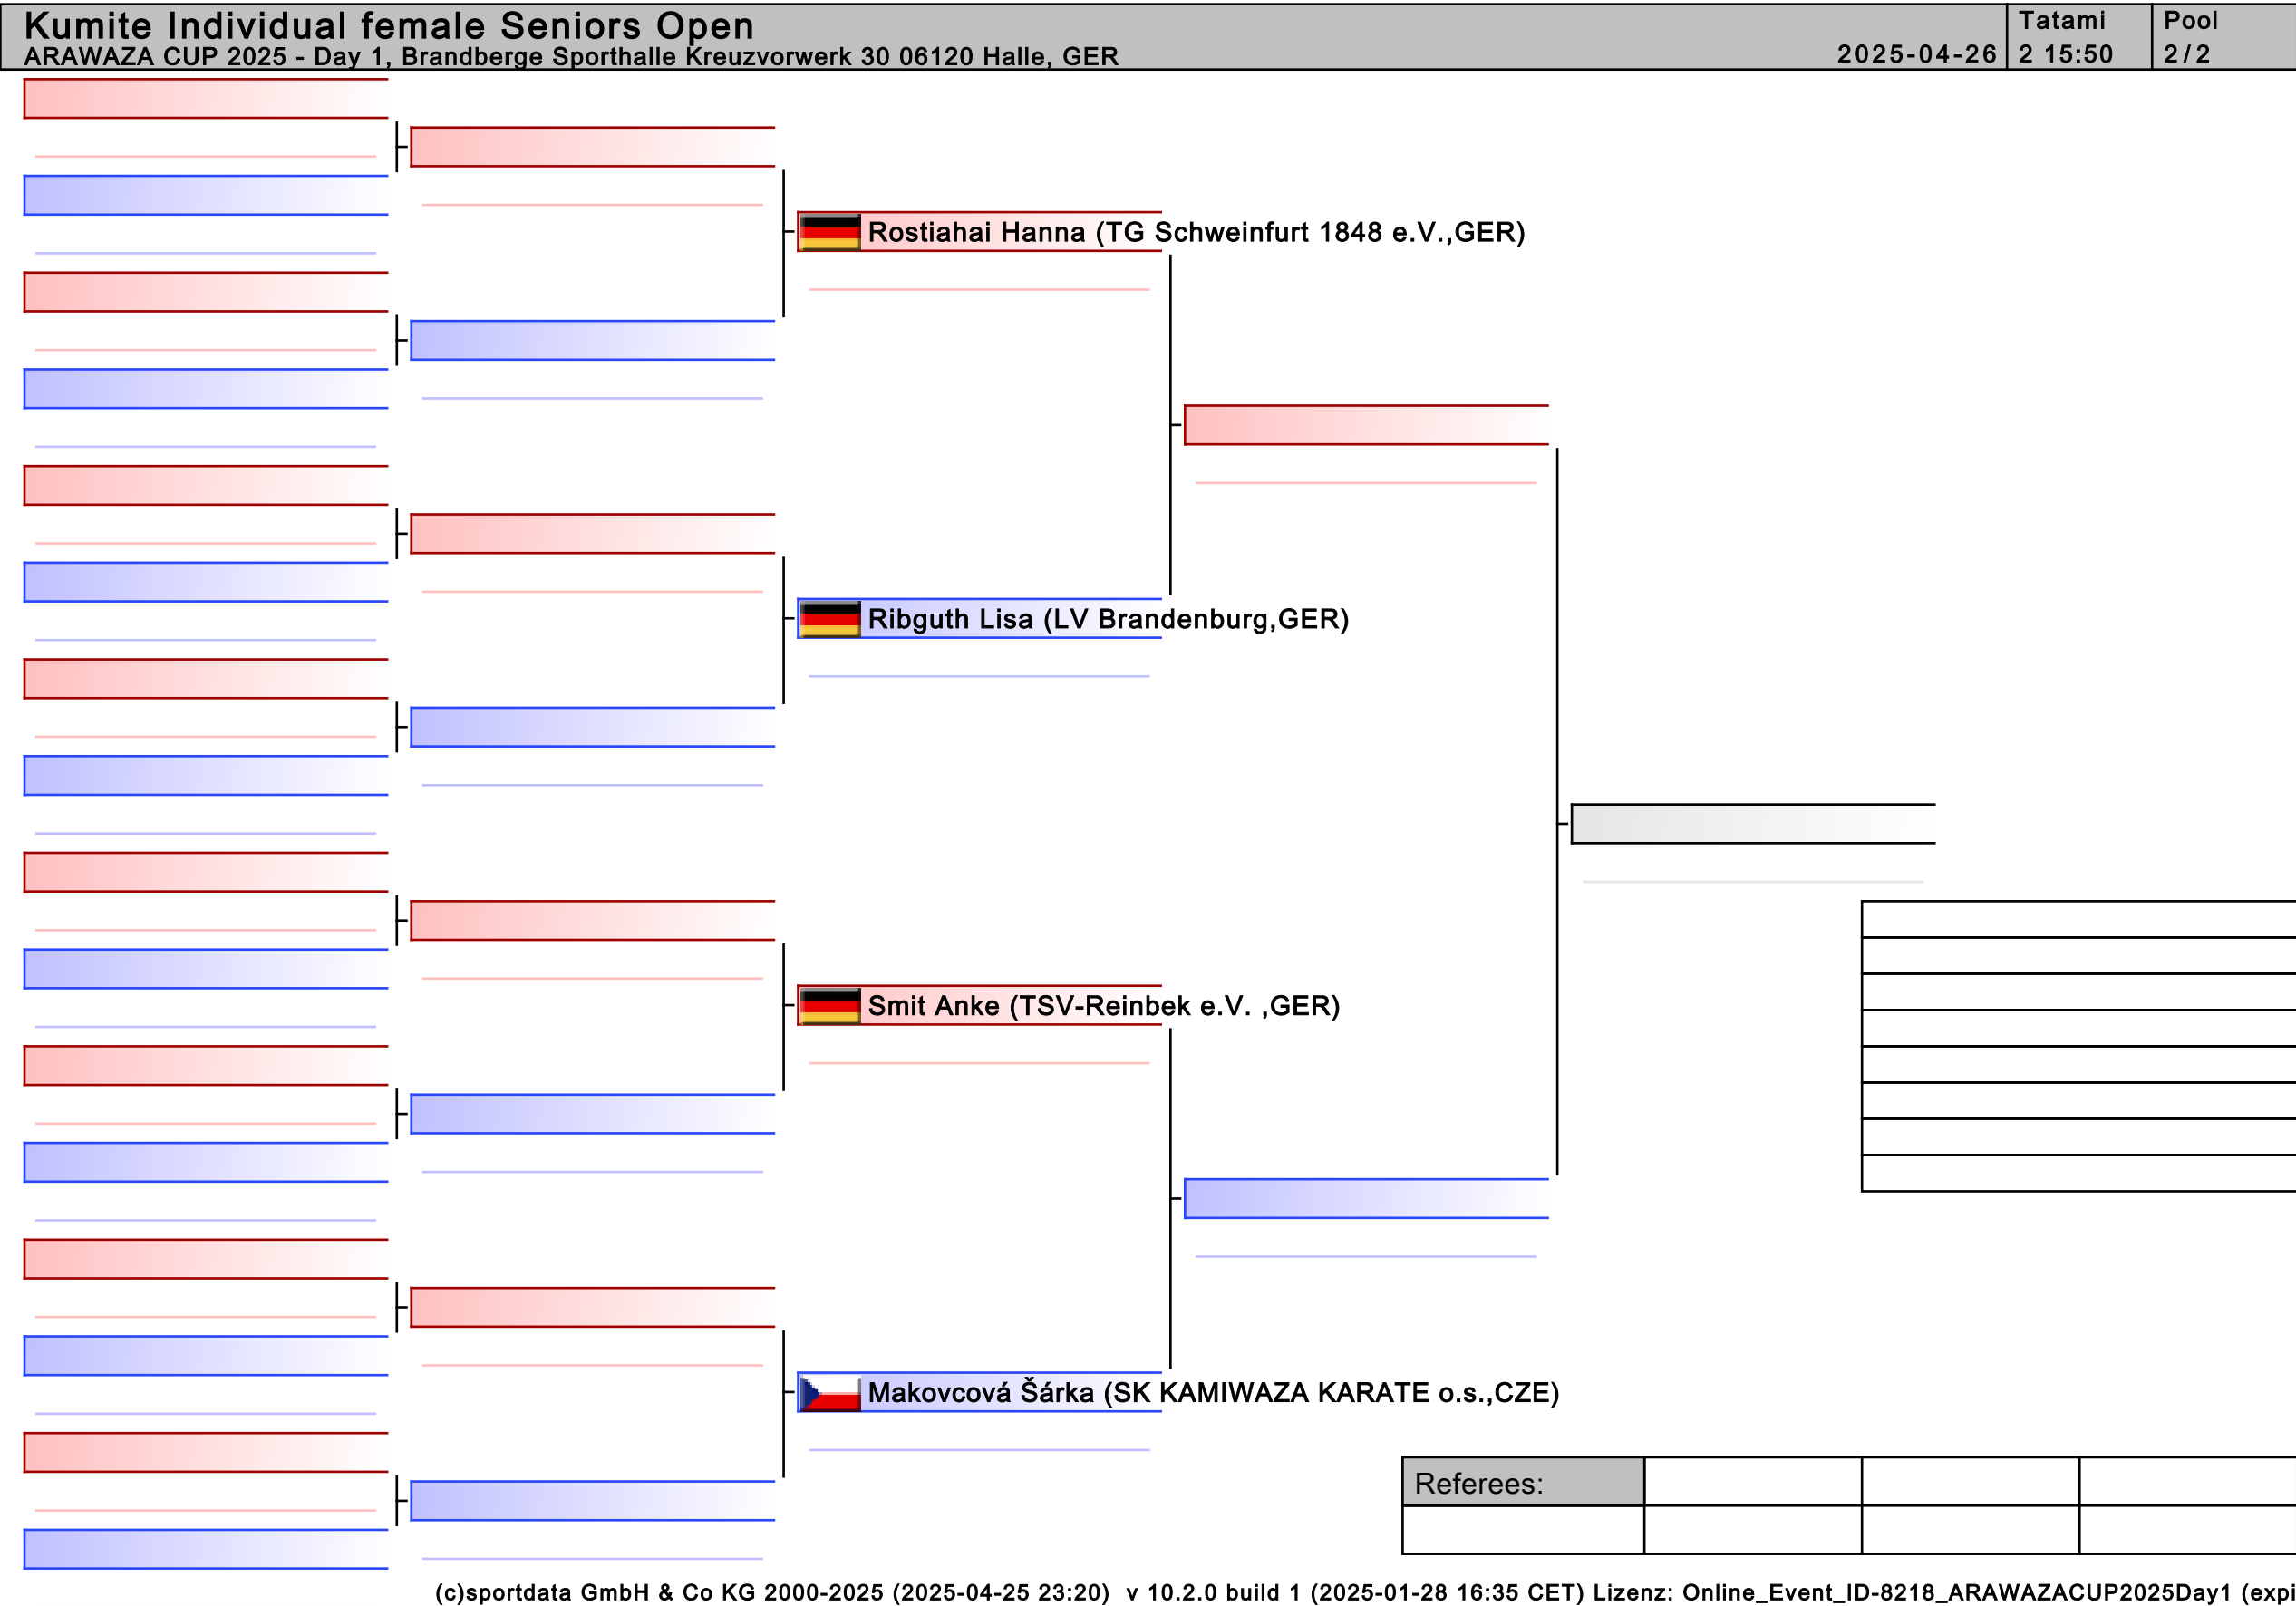 Kumite Individual female Seniors Open
ARAWAZA CUP 2025 - Day 1, Brandberge Sporthalle Kreuzvorwerk 30 06120 Halle, GER
2025-04-26
Tatami
2 15:50
Pool
2/2
Rostiahai Hanna (TG Schweinfurt 1848 e.V.,GER)
Ribguth Lisa (LV Brandenburg,GER)
Smit Anke (TSV-Reinbek e.V. ,GER)
Makovcová Šárka (SK KAMIWAZA KARATE o.s.,CZE)
Referees:
(c)sportdata GmbH & Co KG 2000-2025 (2025-04-25 23:20)  v 10.2.0 build 1 (2025-01-28 16:35 CET) Lizenz: Online_Event_ID-8218_ARAWAZACUP2025Day1 (expi